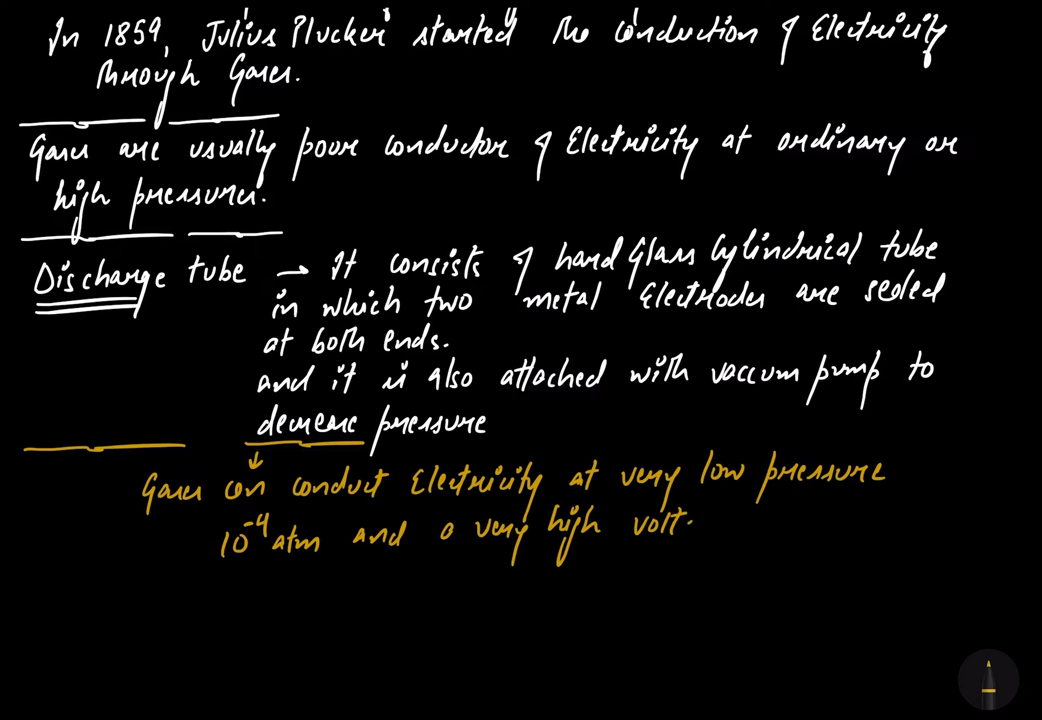 In 1859, Julius Plucker started the conduction of Electricity
through Gases.
Gases are usually poor conductor of Electricity at ordinary or
high pressures.
Discharge tube → It consists of hard Glass Cylindrical tube
in which two metal Electrodes are sealed
at both ends.
and it is also attached with vaccum pump to
decrease pressure
Gases can conduct Electricity at very low pressure
10⁻⁴ atm and a very high volt.